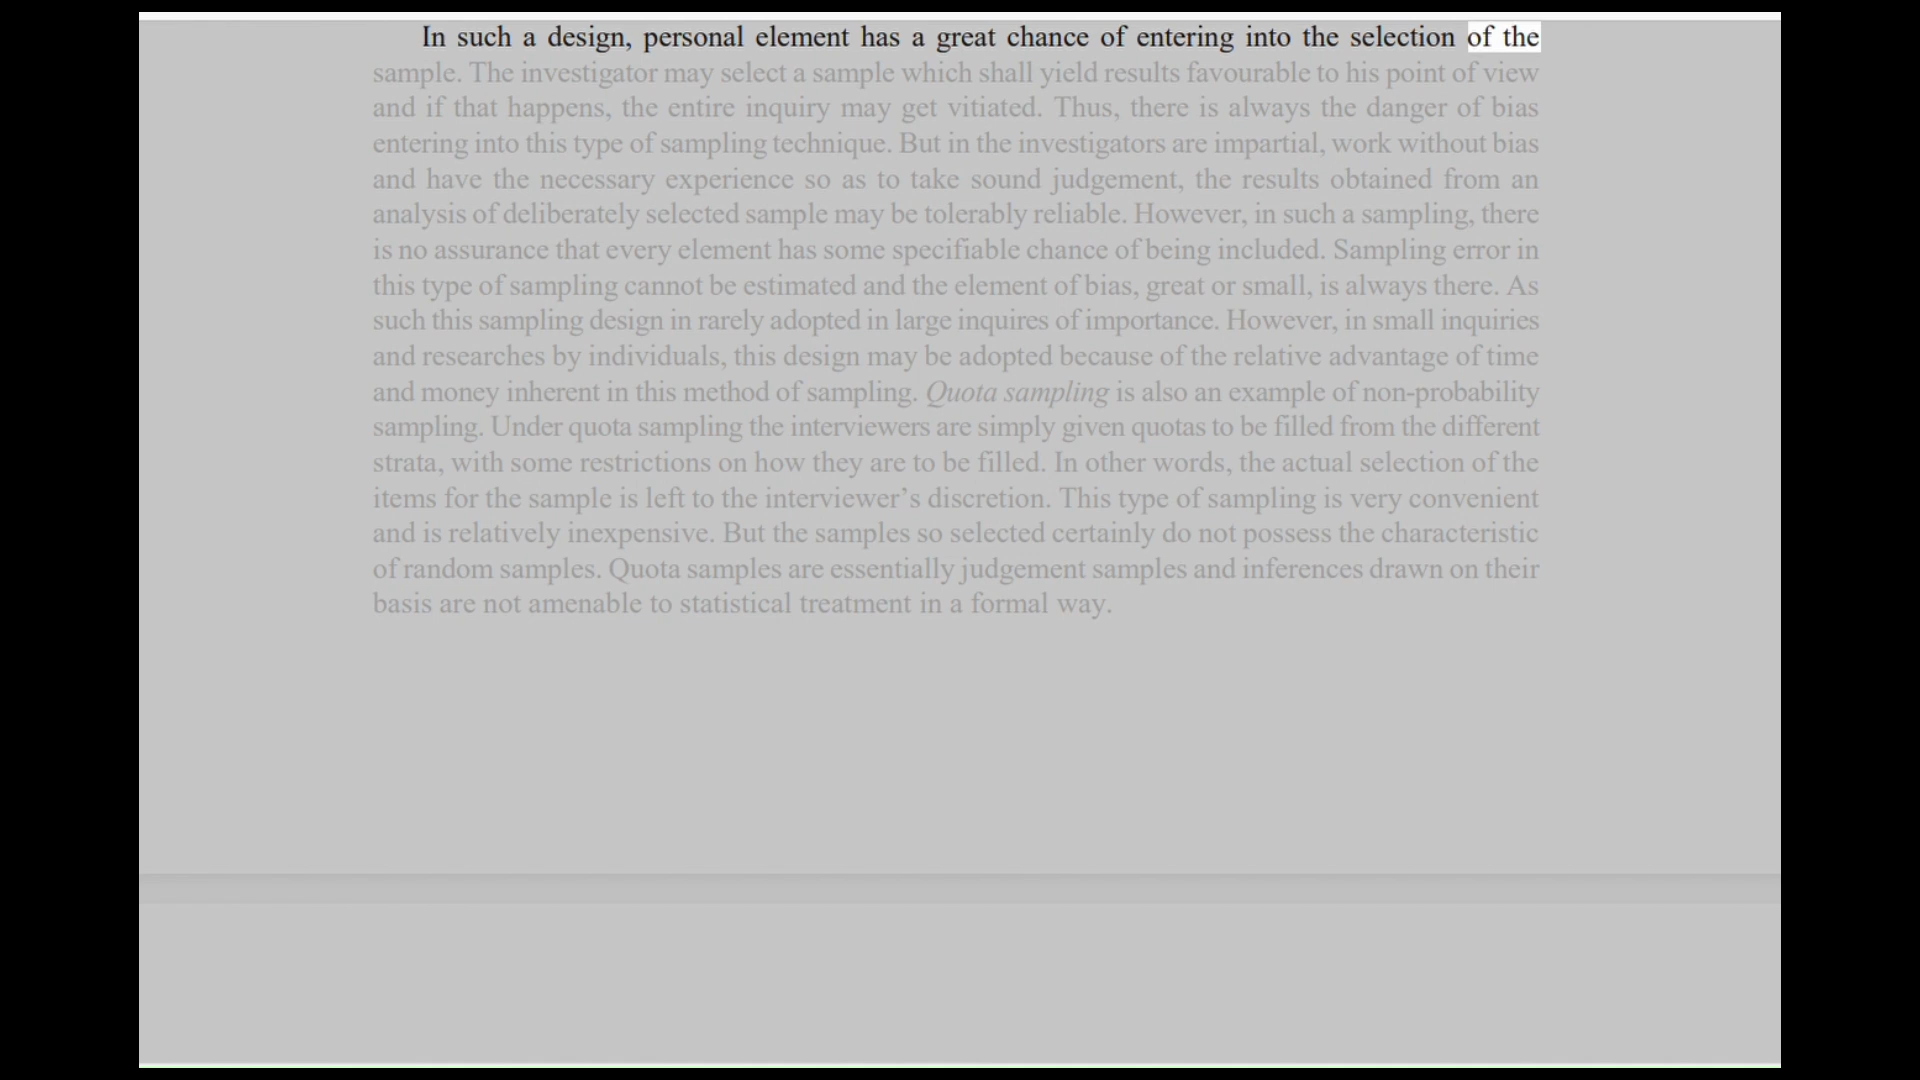 In such a design, personal element has a great chance of entering into the selection of the
sample. The investigator may select a sample which shall yield results favourable to his point of view
and if that happens, the entire inquiry may get vitiated. Thus, there is always the danger of bias
entering into this type of sampling technique. But in the investigators are impartial, work without bias
and have the necessary experience so as to take sound judgement, the results obtained from an
analysis of deliberately selected sample may be tolerably reliable. However, in such a sampling, there
is no assurance that every element has some specifiable chance of being included. Sampling error in
this type of sampling cannot be estimated and the element of bias, great or small, is always there. As
such this sampling design in rarely adopted in large inquires of importance. However, in small inquiries
and researches by individuals, this design may be adopted because of the relative advantage of time
and money inherent in this method of sampling. Quota sampling is also an example of non-probability
sampling. Under quota sampling the interviewers are simply given quotas to be filled from the different
strata, with some restrictions on how they are to be filled. In other words, the actual selection of the
items for the sample is left to the interviewer’s discretion. This type of sampling is very convenient
and is relatively inexpensive. But the samples so selected certainly do not possess the characteristic
of random samples. Quota samples are essentially judgement samples and inferences drawn on their
basis are not amenable to statistical treatment in a formal way.